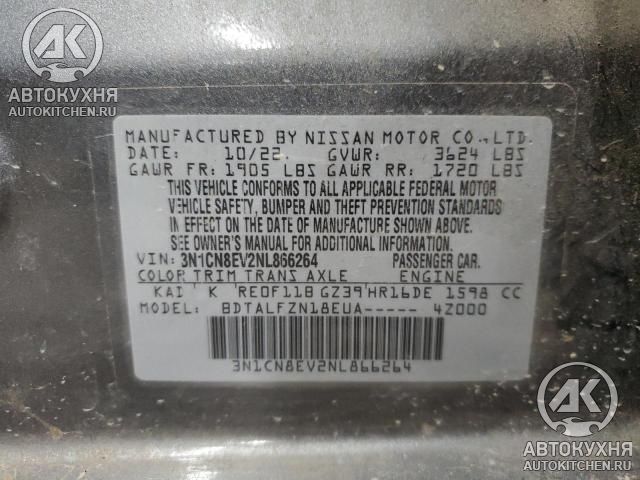 AK
АВТОКУХНЯ
AUTOKITCHEN.RU
MANUFACTURED BY NISSAN MOTOR CO., LTD.
DATE: 10/22 GVWR: 3624 LBS
GAWR FR: 1905 LBS GAWR RR: 1720 LBS
THIS VEHICLE CONFORMS TO ALL APPLICABLE FEDERAL MOTOR
VEHICLE SAFETY, BUMPER AND THEFT PREVENTION STANDARDS
IN EFFECT ON THE DATE OF MANUFACTURE SHOWN ABOVE.
SEE OWNER'S MANUAL FOR ADDITIONAL INFORMATION.
VIN: 3N1CN8EV2NL866264 PASSENGER CAR.
COLOR TRIM TRANS AXLE ENGINE
KAD K RE0F11B GZ39 HR16DE 1598 CC
MODEL: BDTALFZN18EUA----- 4Z000
3N1CN8EV2NL866264
AK
АВТОКУХНЯ
AUTOKITCHEN.RU